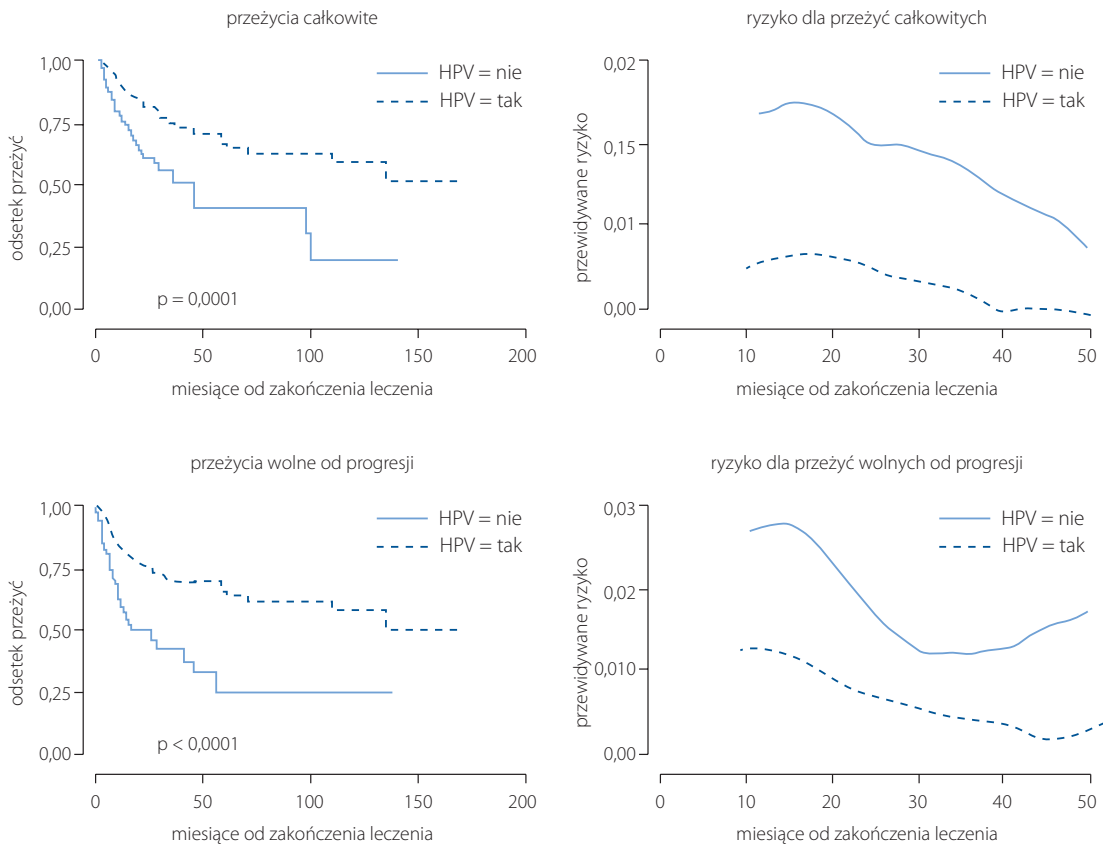 przeżycia całkowite
1,00
0,75
0,50
0,25
0,00
odsetek przeżyć
HPV = nie
HPV = tak
p = 0,0001
0 50 100 150 200
miesiące od zakończenia leczenia
ryzyko dla przeżyć całkowitych
0,02
0,15
0,01
0,00
przewidywane ryzyko
HPV = nie
HPV = tak
0 10 20 30 40 50
miesiące od zakończenia leczenia
przeżycia wolne od progresji
1,00
0,75
0,50
0,25
0,00
odsetek przeżyć
HPV = nie
HPV = tak
p < 0,0001
0 50 100 150 200
miesiące od zakończenia leczenia
ryzyko dla przeżyć wolnych od progresji
0,03
0,02
0,010
0,00
przewidywane ryzyko
HPV = nie
HPV = tak
0 10 20 30 40 50
miesiące od zakończenia leczenia